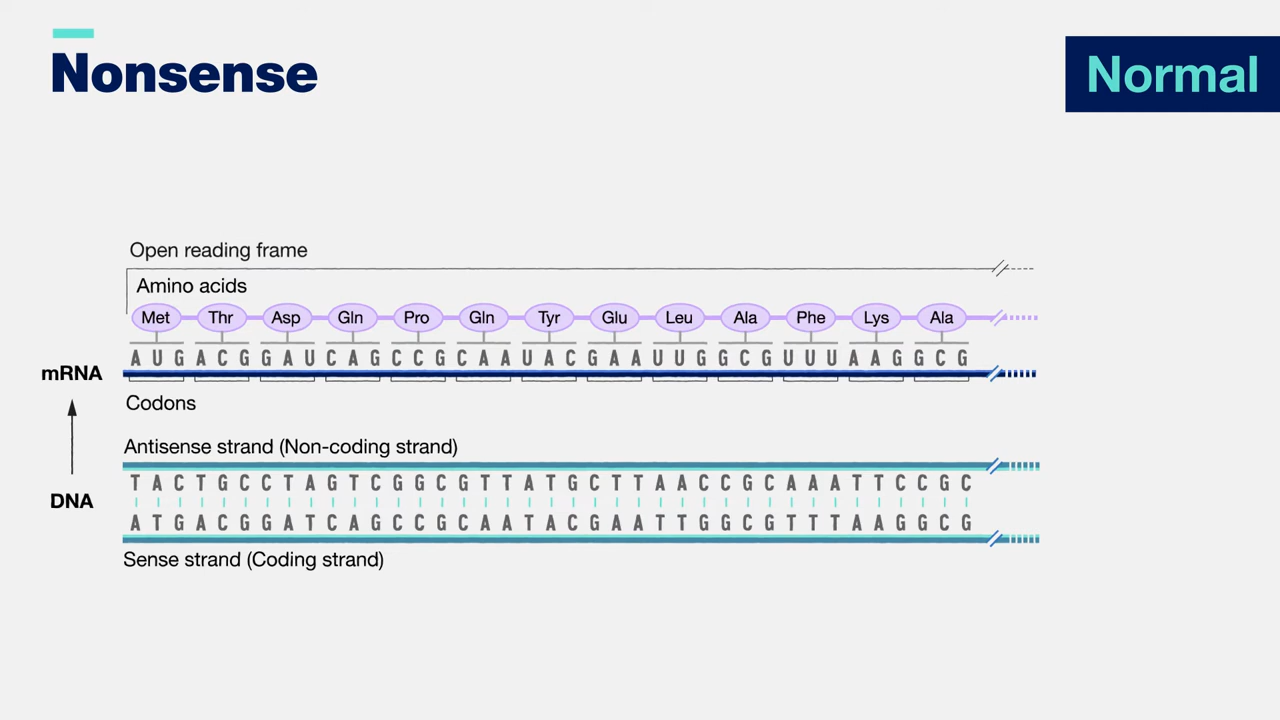 Nonsense
Normal
Open reading frame
Amino acids
Met Thr Asp Gln Pro Gln Tyr Glu Leu Ala Phe Lys Ala
A U G A C G G A U C A G C C G C A A U A C G A A U U G G C G U U U A A G G C G
mRNA
Codons
Antisense strand (Non-coding strand)
T A C T G C C T A G T C G G C G T T A T G C T T A A C C G C A A A T T C C G C
DNA
A T G A C G G A T C A G C C G C A A T A C G A A T T G G C G T T T A A G G C G
Sense strand (Coding strand)